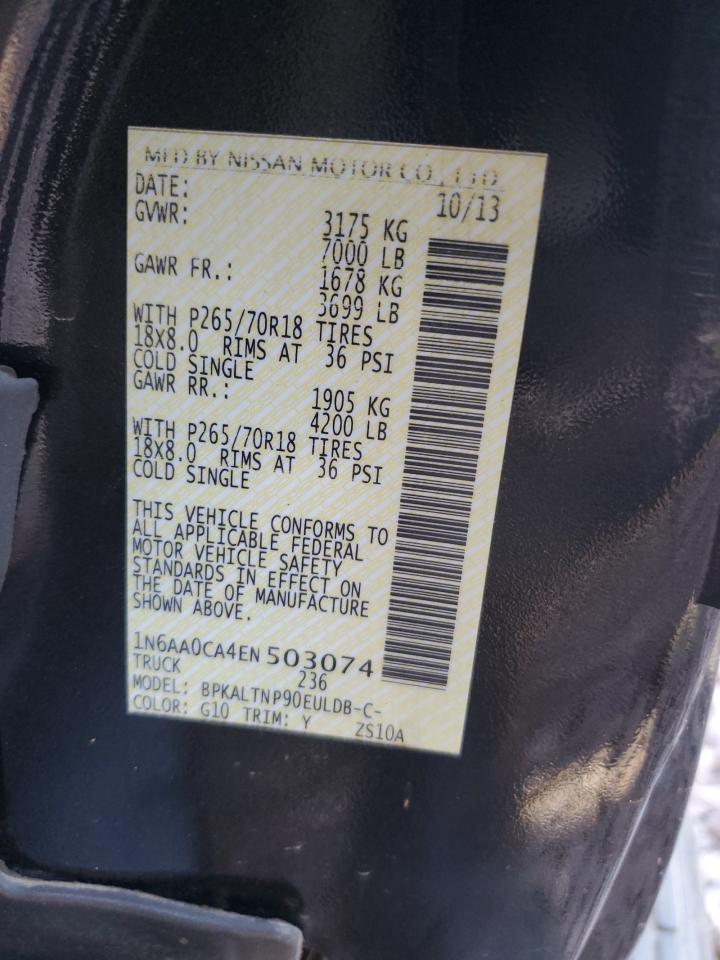 MFD BY NISSAN MOTOR CO., LTD.
DATE: 10/13
GVWR: 3175 KG
7000 LB
GAWR FR.: 1678 KG
3699 LB
WITH P265/70R18 TIRES
18X8.0 RIMS AT 36 PSI
COLD SINGLE
GAWR RR.: 1905 KG
4200 LB
WITH P265/70R18 TIRES
18X8.0 RIMS AT 36 PSI
COLD SINGLE
THIS VEHICLE CONFORMS TO
ALL APPLICABLE FEDERAL
MOTOR VEHICLE SAFETY
STANDARDS IN EFFECT ON
THE DATE OF MANUFACTURE
SHOWN ABOVE.
1N6AA0CA4EN503074
TRUCK 236
MODEL: BPKALTNP90EULDB-C-
COLOR: G10 TRIM: Y ZS10A